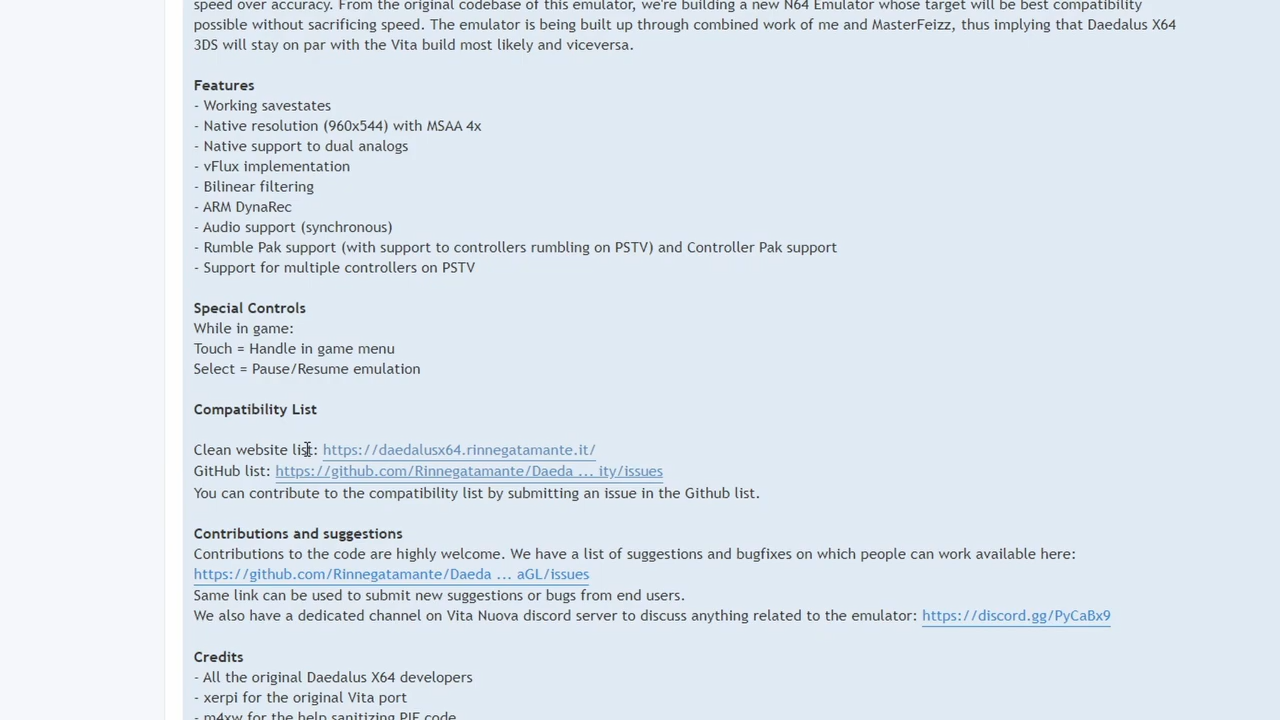 speed over accuracy. From the original codebase of this emulator, we're building a new N64 Emulator whose target will be best compatibility
possible without sacrificing speed. The emulator is being built up through combined work of me and MasterFeizz, thus implying that Daedalus X64
3DS will stay on par with the Vita build most likely and viceversa.
Features
- Working savestates
- Native resolution (960x544) with MSAA 4x
- Native support to dual analogs
- vFlux implementation
- Bilinear filtering
- ARM DynaRec
- Audio support (synchronous)
- Rumble Pak support (with support to controllers rumbling on PSTV) and Controller Pak support
- Support for multiple controllers on PSTV
Special Controls
While in game:
Touch = Handle in game menu
Select = Pause/Resume emulation
Compatibility List
Clean website list: https://daedalusx64.rinnegatamante.it/
GitHub list: https://github.com/Rinnegatamante/Daeda ... ity/issues
You can contribute to the compatibility list by submitting an issue in the Github list.
Contributions and suggestions
Contributions to the code are highly welcome. We have a list of suggestions and bugfixes on which people can work available here:
https://github.com/Rinnegatamante/Daeda ... aGL/issues
Same link can be used to submit new suggestions or bugs from end users.
We also have a dedicated channel on Vita Nuova discord server to discuss anything related to the emulator: https://discord.gg/PyCaBx9
Credits
- All the original Daedalus X64 developers
- xerpi for the original Vita port
- m4xw for the help sanitizing PIF code